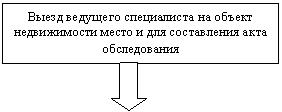 Выезд ведущего специалиста на объект
недвижимости место и для составления акта
обследования